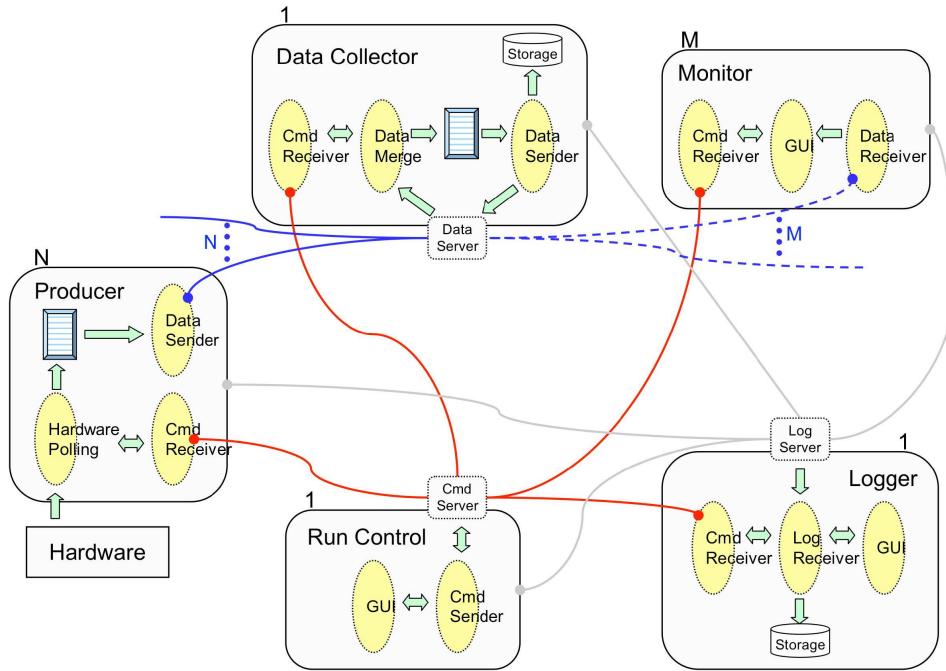 1
Data Collector
Storage
Cmd
Receiver
Data
Merge
Data
Sender
Data
Server
M
Monitor
Cmd
Receiver
GUI
Data
Receiver
N
M
N
Producer
Data
Sender
Hardware
Polling
Cmd
Receiver
Hardware
Cmd
Server
1
Run Control
GUI
Cmd
Sender
Log
Server
1
Logger
Cmd
Receiver
Log
Receiver
GUI
Storage